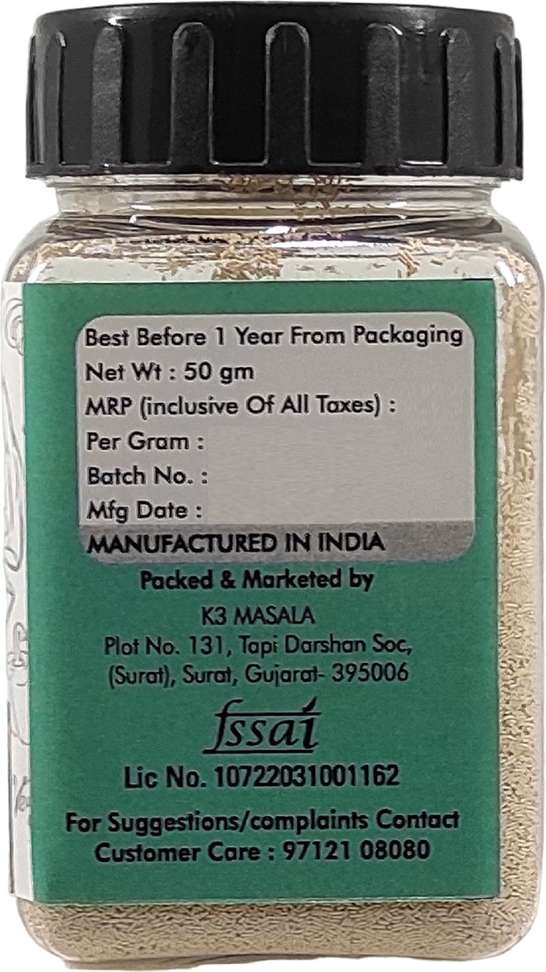 Best Before 1 Year From Packaging
Net Wt : 50 gm
MRP (inclusive Of All Taxes) :
Per Gram :
Batch No. :
Mfg Date :
MANUFACTURED IN INDIA
Packed & Marketed by
K3 MASALA
Plot No. 131, Tapi Darshan Soc,
(Surat), Surat, Gujarat- 395006
fssai
Lic No. 10722031001162
For Suggestions/complaints Contact
Customer Care : 97121 08080